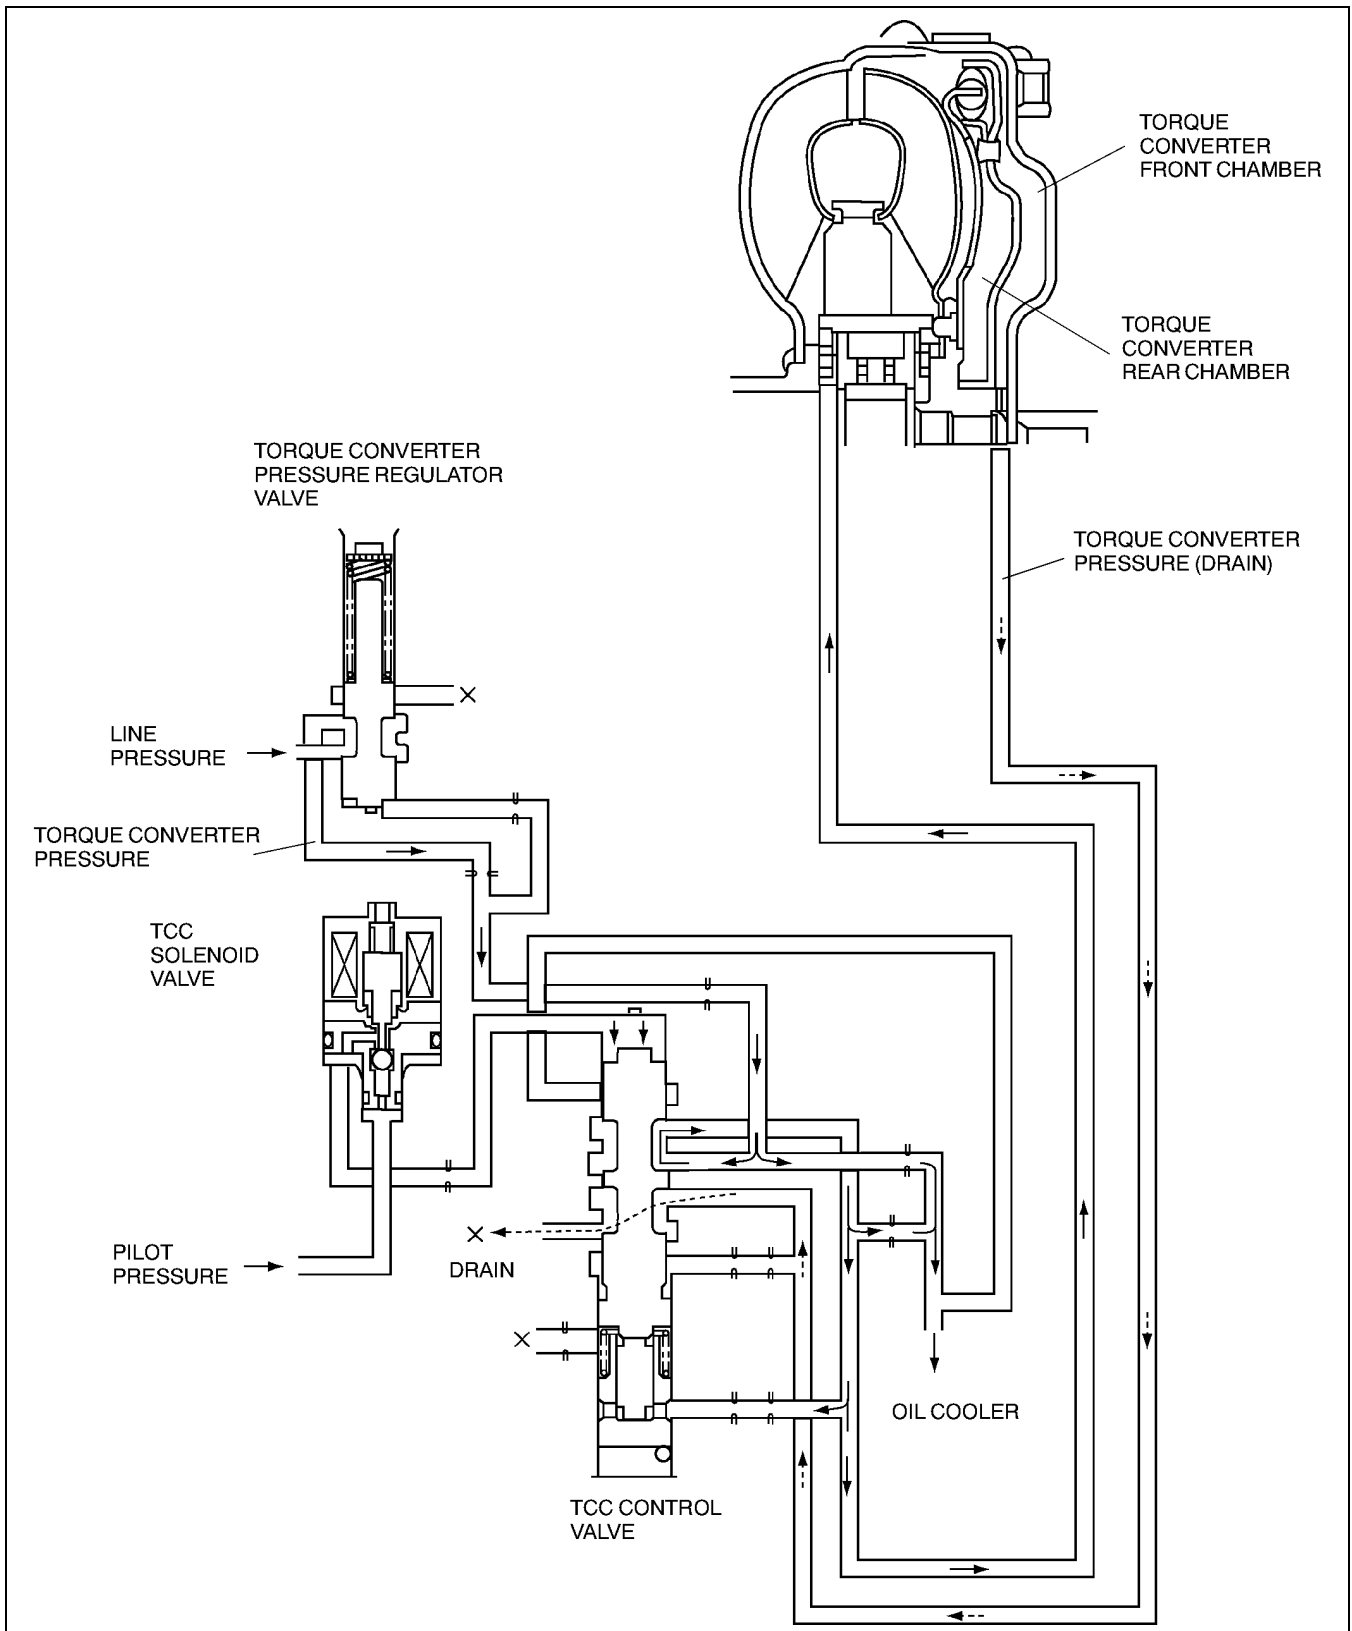 TORQUE
CONVERTER
FRONT CHAMBER
TORQUE
CONVERTER
REAR CHAMBER
TORQUE CONVERTER
PRESSURE REGULATOR
VALVE
TORQUE CONVERTER
PRESSURE (DRAIN)
LINE
PRESSURE
TORQUE CONVERTER
PRESSURE
TCC
SOLENOID
VALVE
PILOT
PRESSURE
DRAIN
OIL COOLER
TCC CONTROL
VALVE